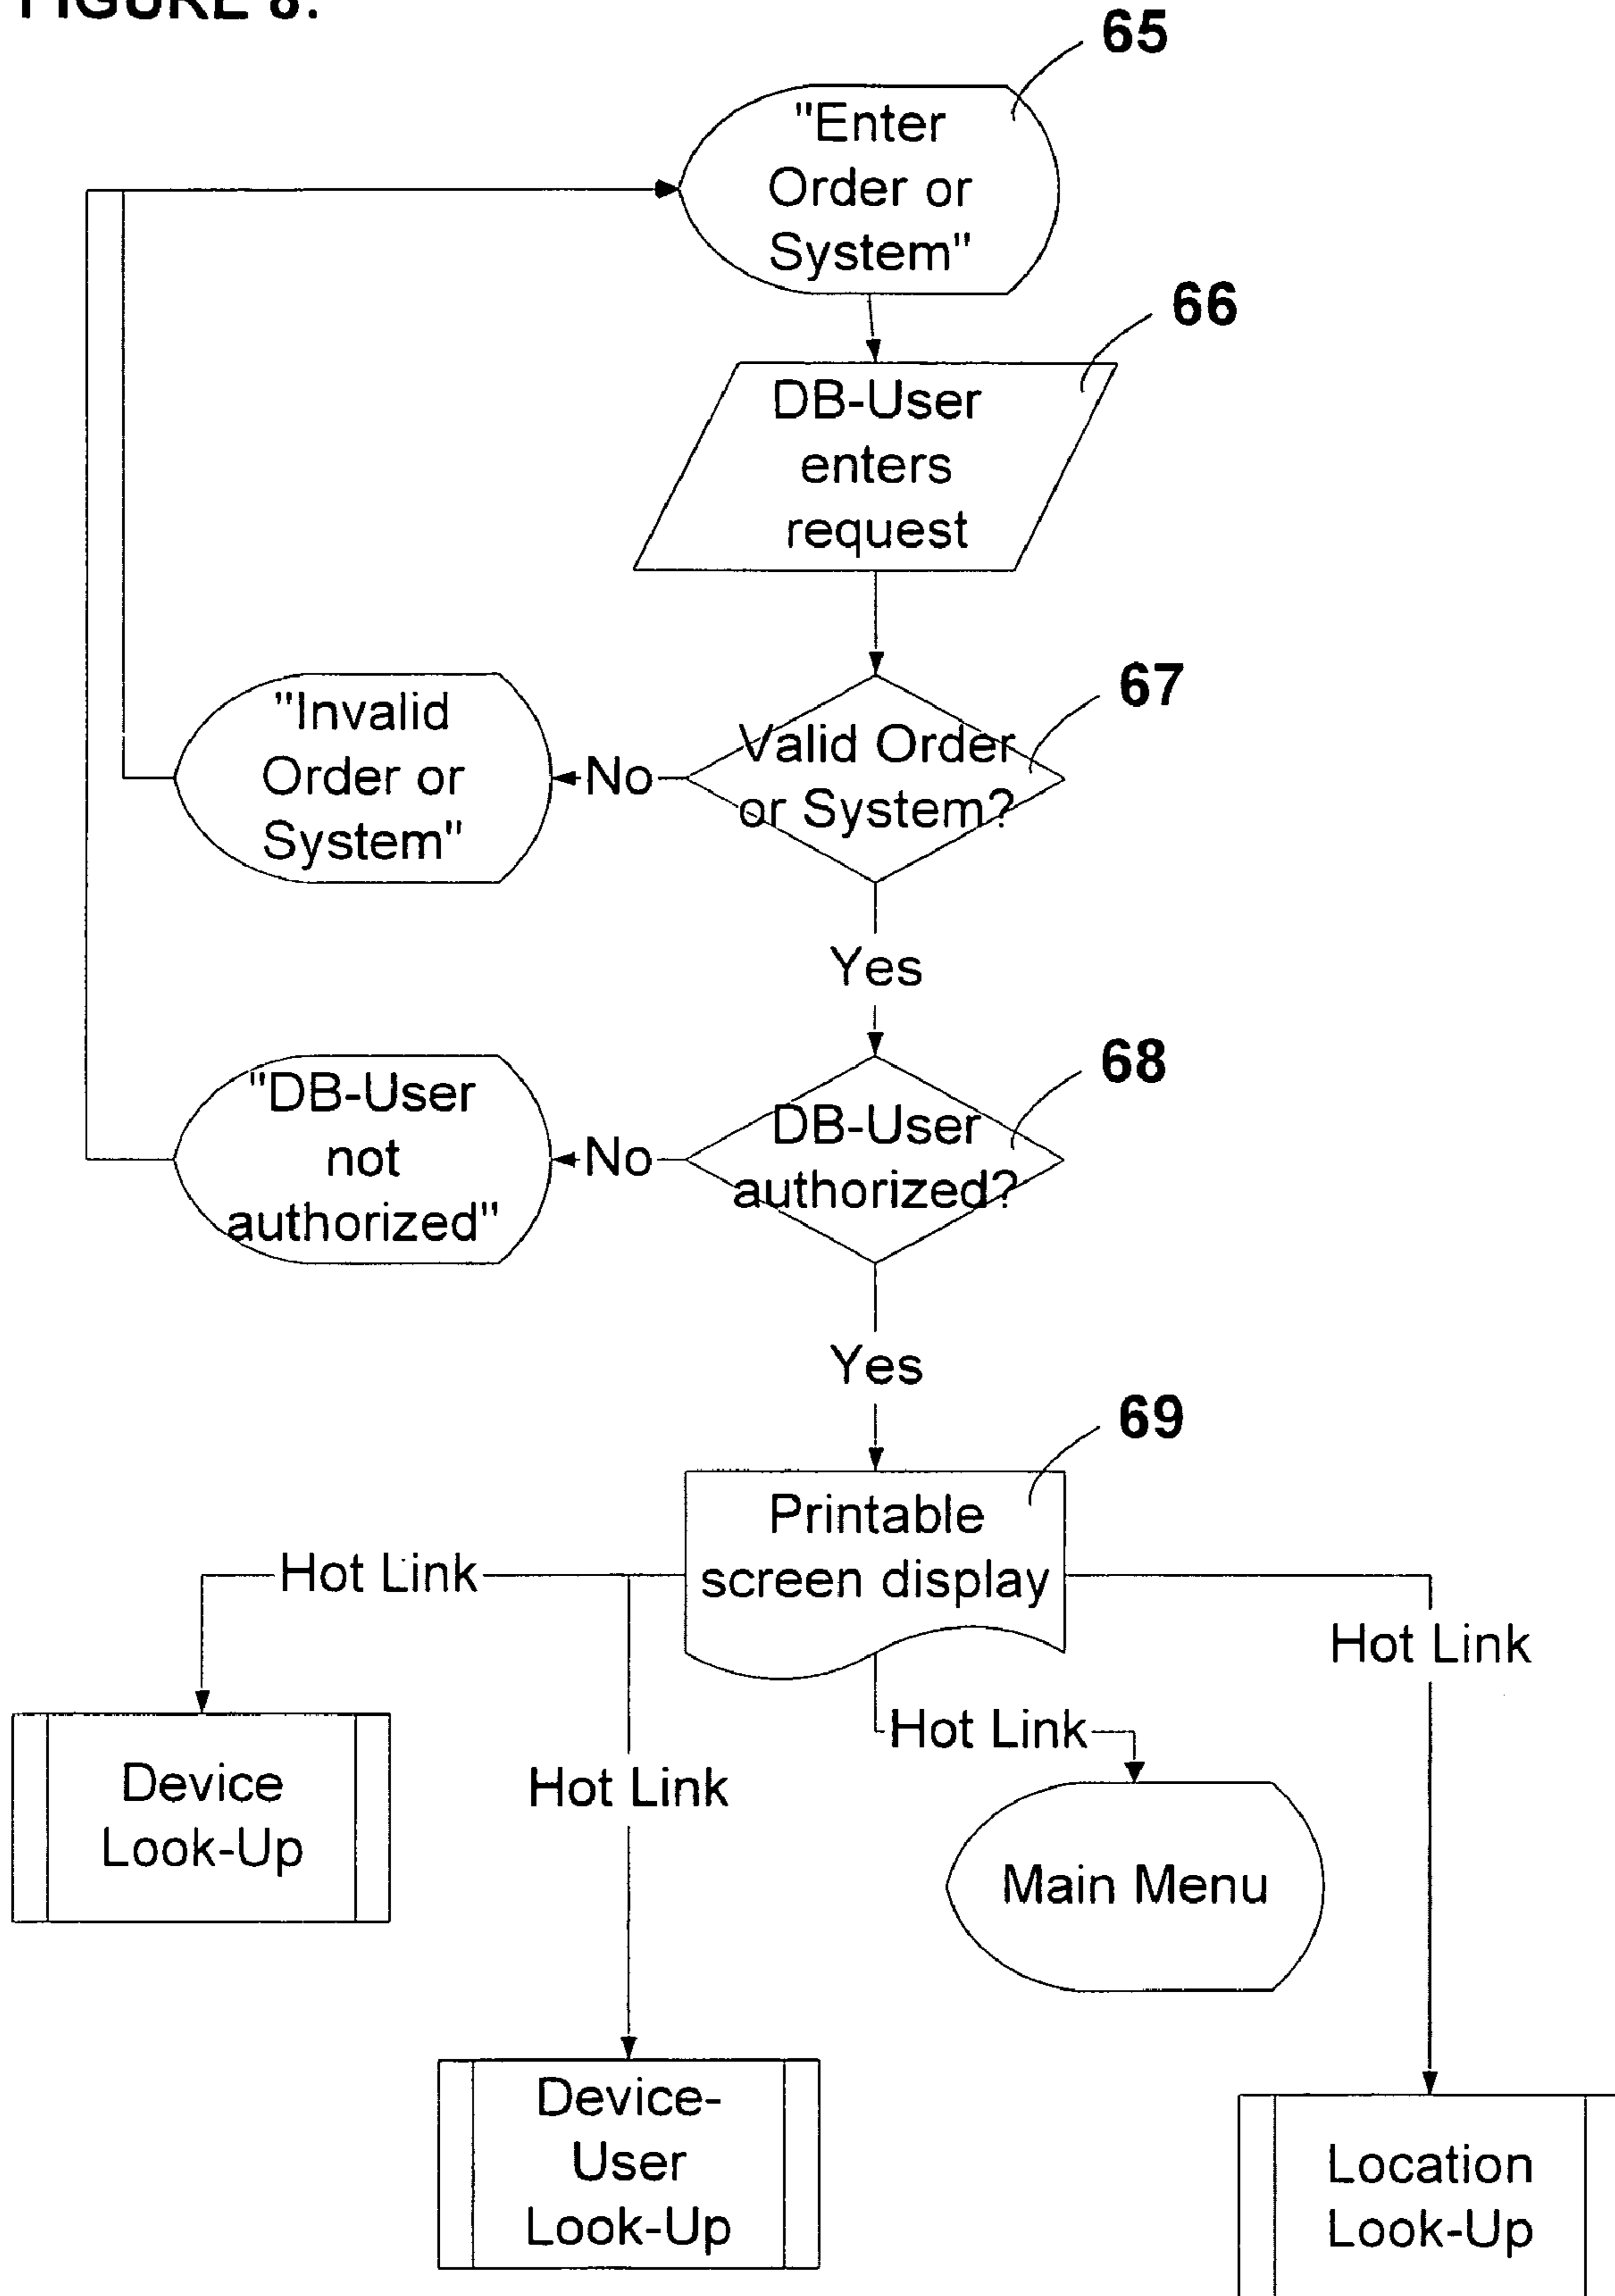 FIGURE 8.
65
"Enter
Order or
System"
66
DB-User
enters
request
67
Valid Order
or System?
No
"Invalid
Order or
System"
Yes
68
DB-User
authorized?
No
"DB-User
not
authorized"
Yes
69
Printable
screen display
Hot Link
Hot Link
Hot Link
Hot Link
Device
Look-Up
Main Menu
Device-
User
Look-Up
Location
Look-Up